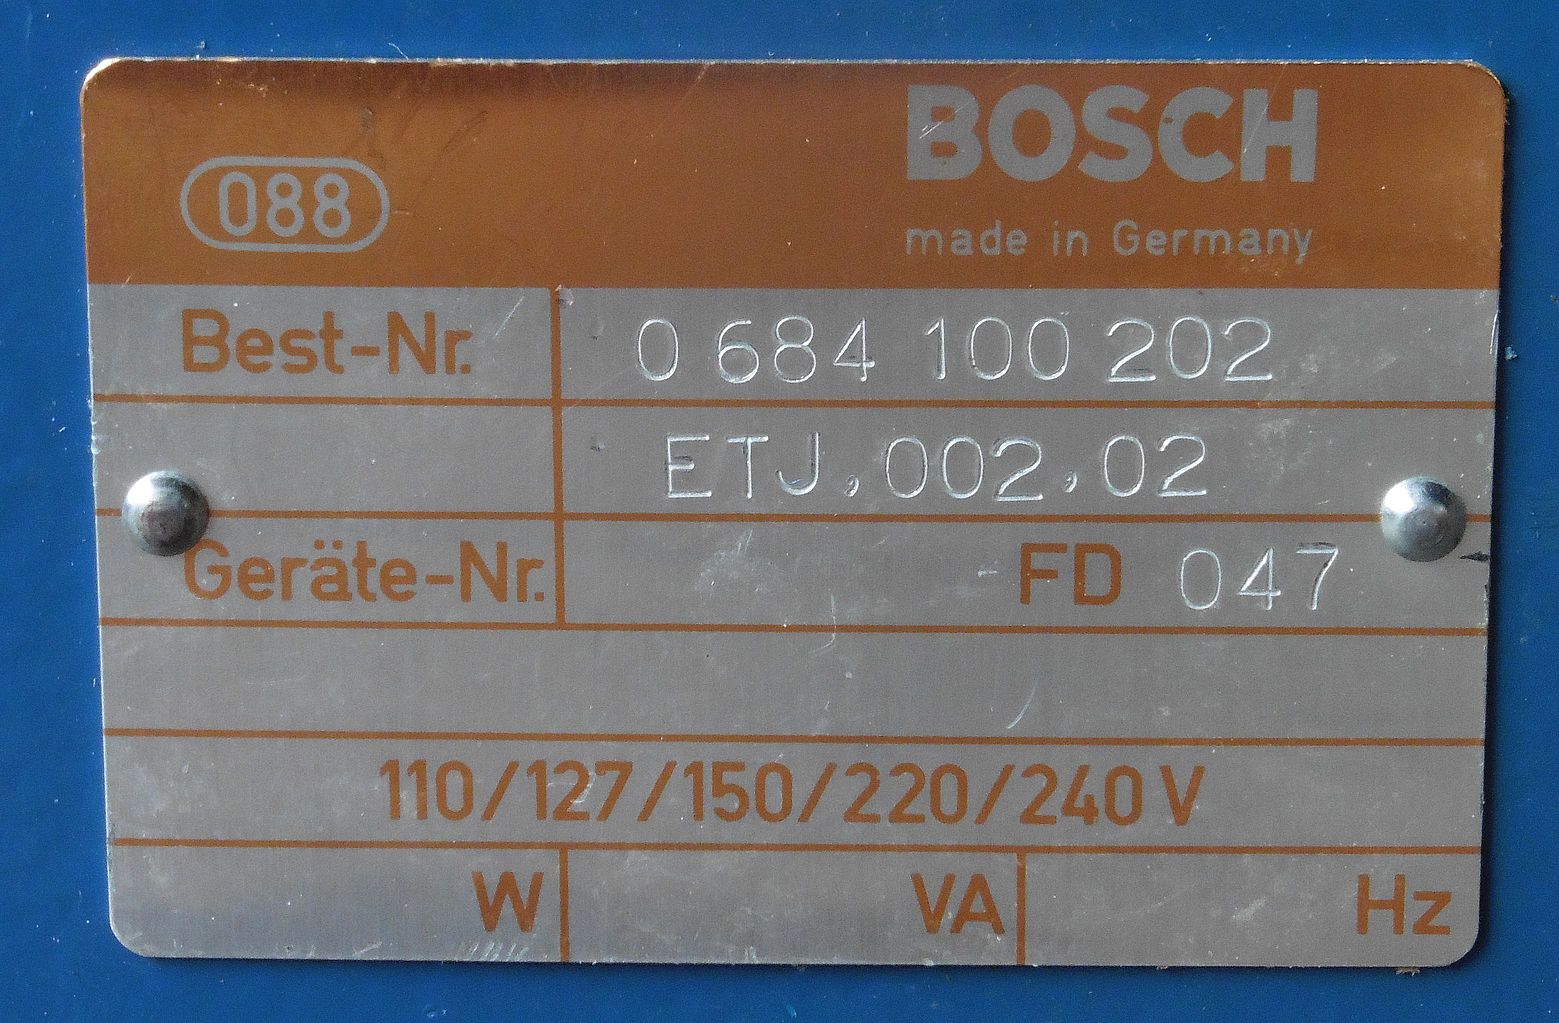 BOSCH
088
made in Germany
Best-Nr. 0 684 100 202
ETJ,002,02
Geräte-Nr. FD 047
110/127/150/220/240 V
W VA Hz